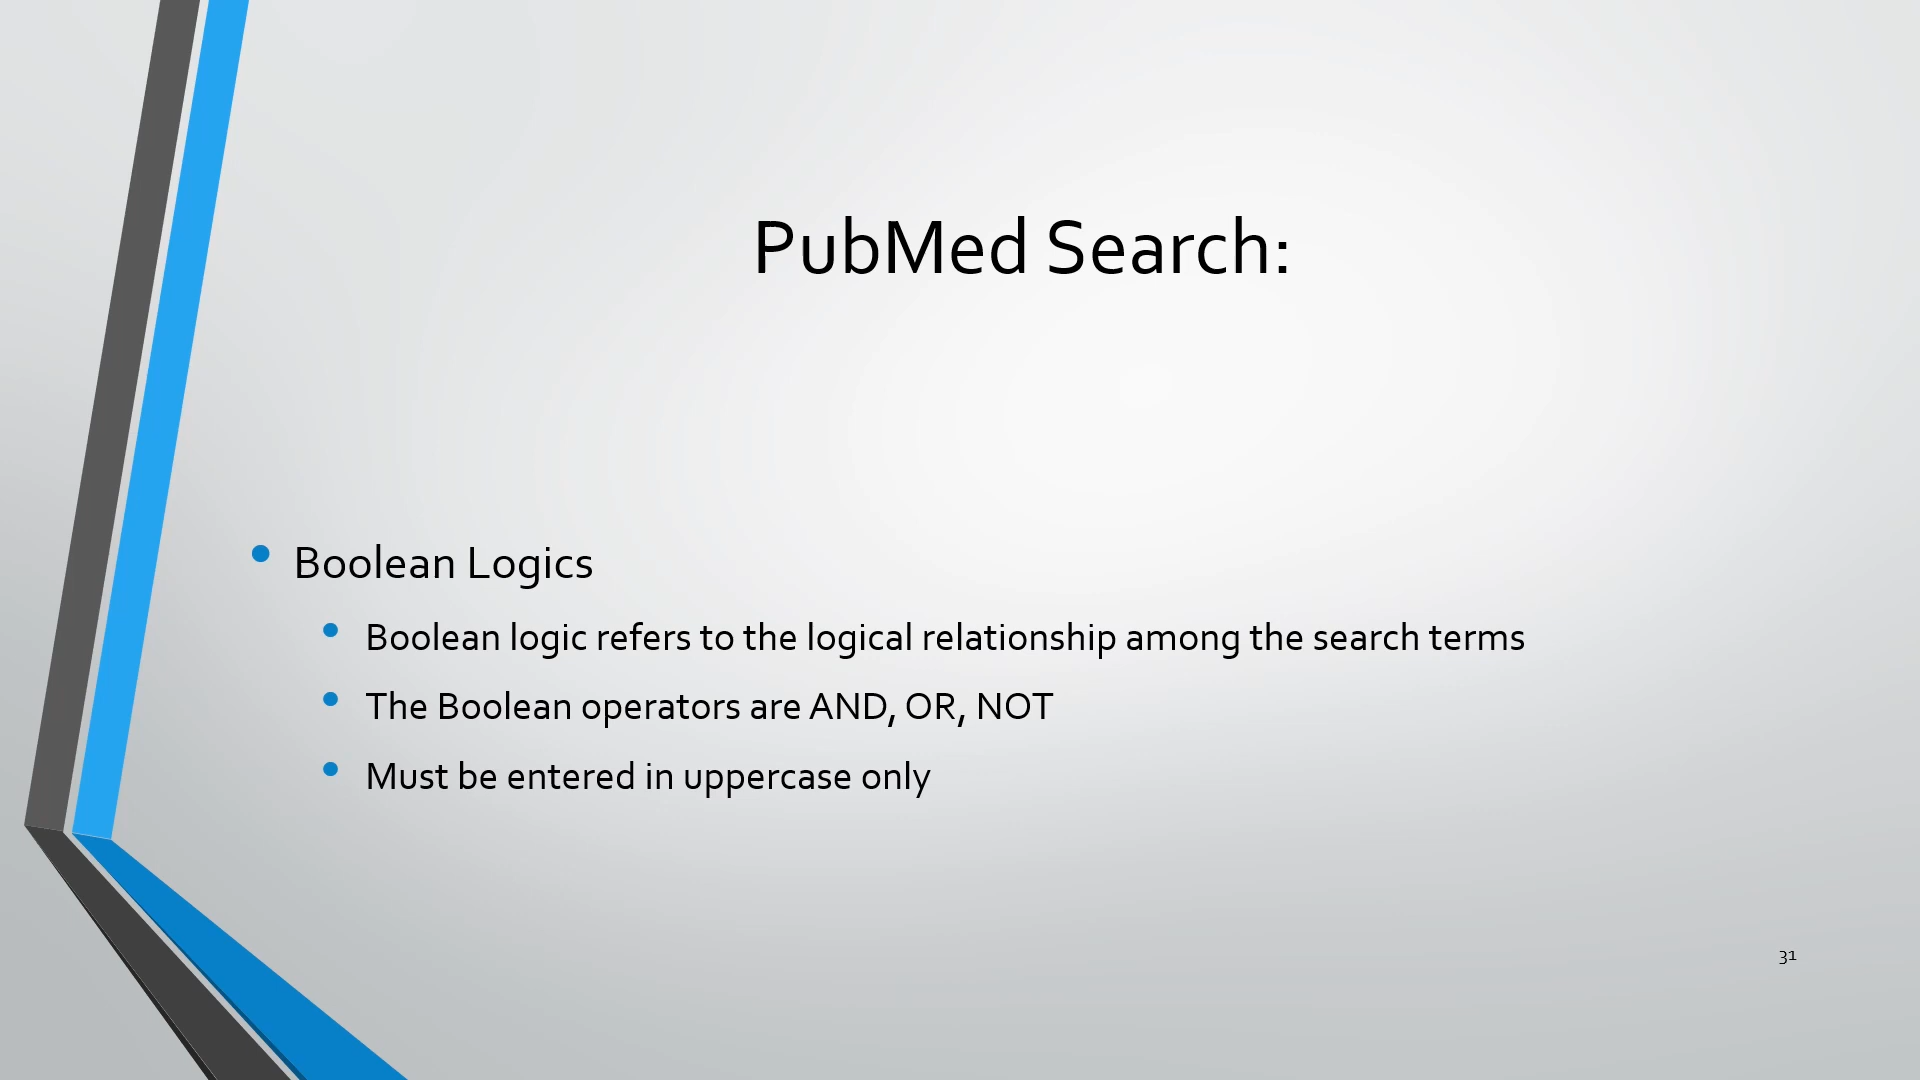 PubMed Search:
Boolean Logics
Boolean logic refers to the logical relationship among the search terms
The Boolean operators are AND, OR, NOT
Must be entered in uppercase only
31